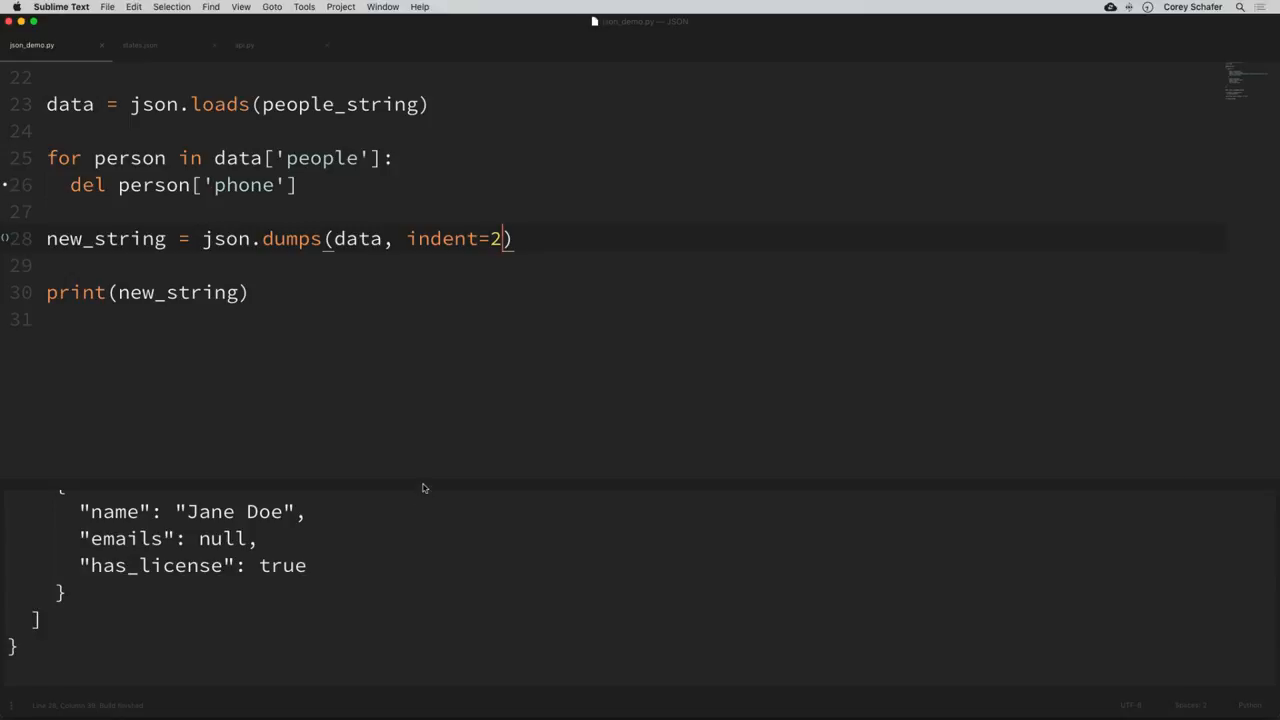 Sublime Text File Edit Selection Find View Goto Tools Project Window Help Corey Schafer
json_demo.py — JSON
json_demo.py states.json api.py
22
23 data = json.loads(people_string)
24
25 for person in data['people']:
26 del person['phone']
27
28 new_string = json.dumps(data, indent=2)
29
30 print(new_string)
31
{
"name": "Jane Doe",
"emails": null,
"has_license": true
}
]
}
Line 28, Column 39; Build finished UTF-8 Spaces: 2 Python